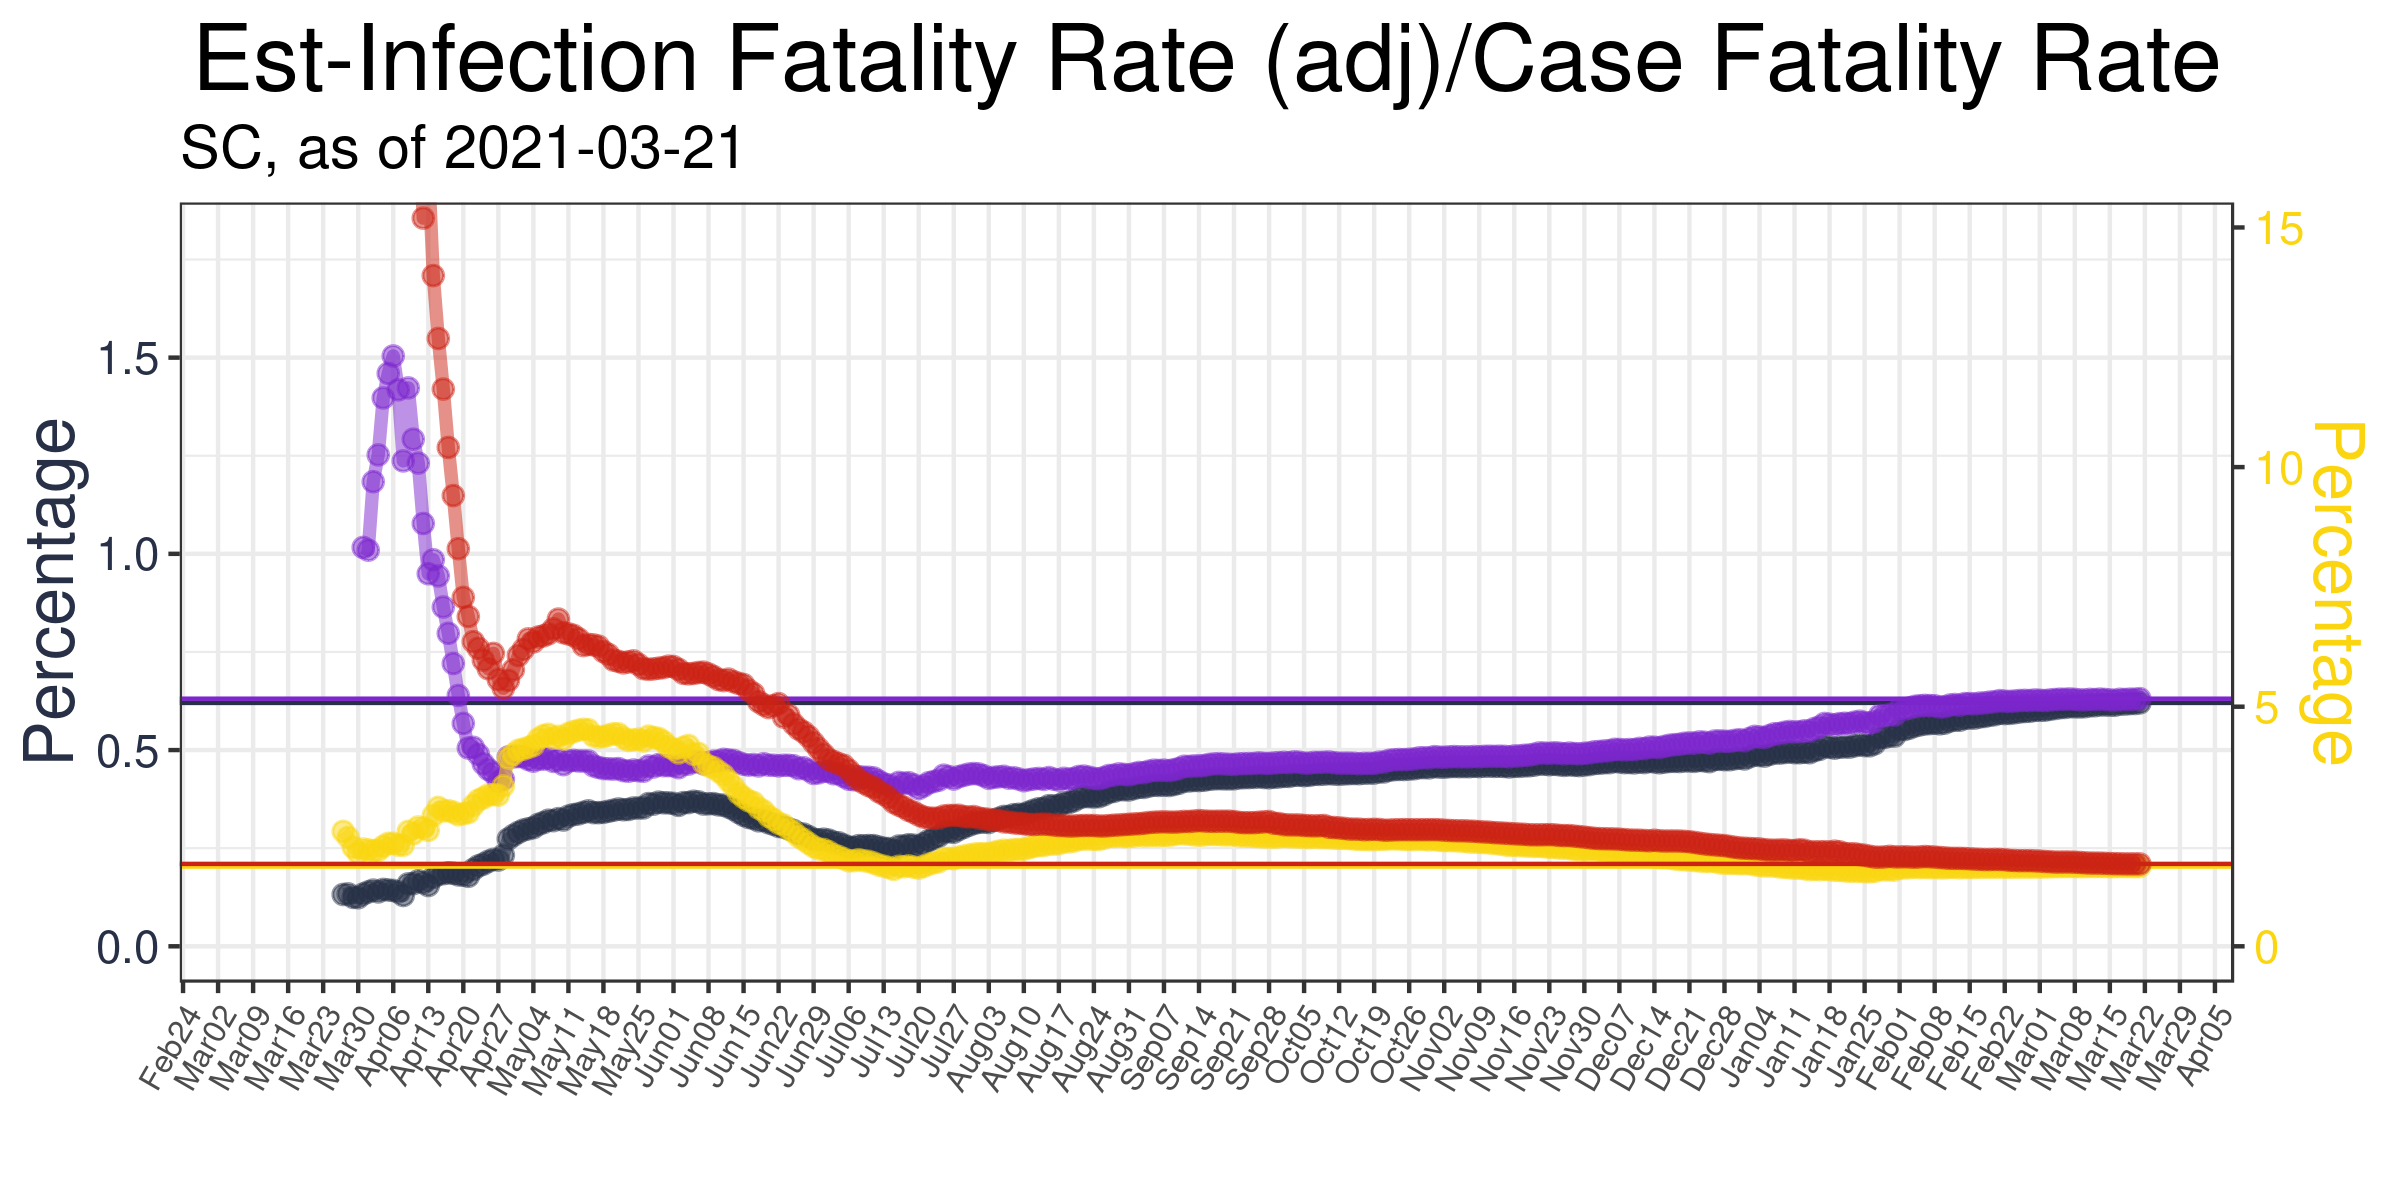 Est-Infection Fatality Rate (adj)/Case Fatality Rate
SC, as of 2021-03-21
Percentage
1.5
1.0
0.5
0.0
15
10
5
0
Percentage
Feb24
Mar02
Mar09
Mar16
Mar23
Mar30
Apr06
Apr13
Apr20
Apr27
May04
May11
May18
May25
Jun01
Jun08
Jun15
Jun22
Jun29
Jul06
Jul13
Jul20
Jul27
Aug03
Aug10
Aug17
Aug24
Aug31
Sep07
Sep14
Sep21
Sep28
Oct05
Oct12
Oct19
Oct26
Nov02
Nov09
Nov16
Nov23
Nov30
Dec07
Dec14
Dec21
Dec28
Jan04
Jan11
Jan18
Jan25
Feb01
Feb08
Feb15
Feb22
Mar01
Mar08
Mar15
Mar22
Mar29
Apr05